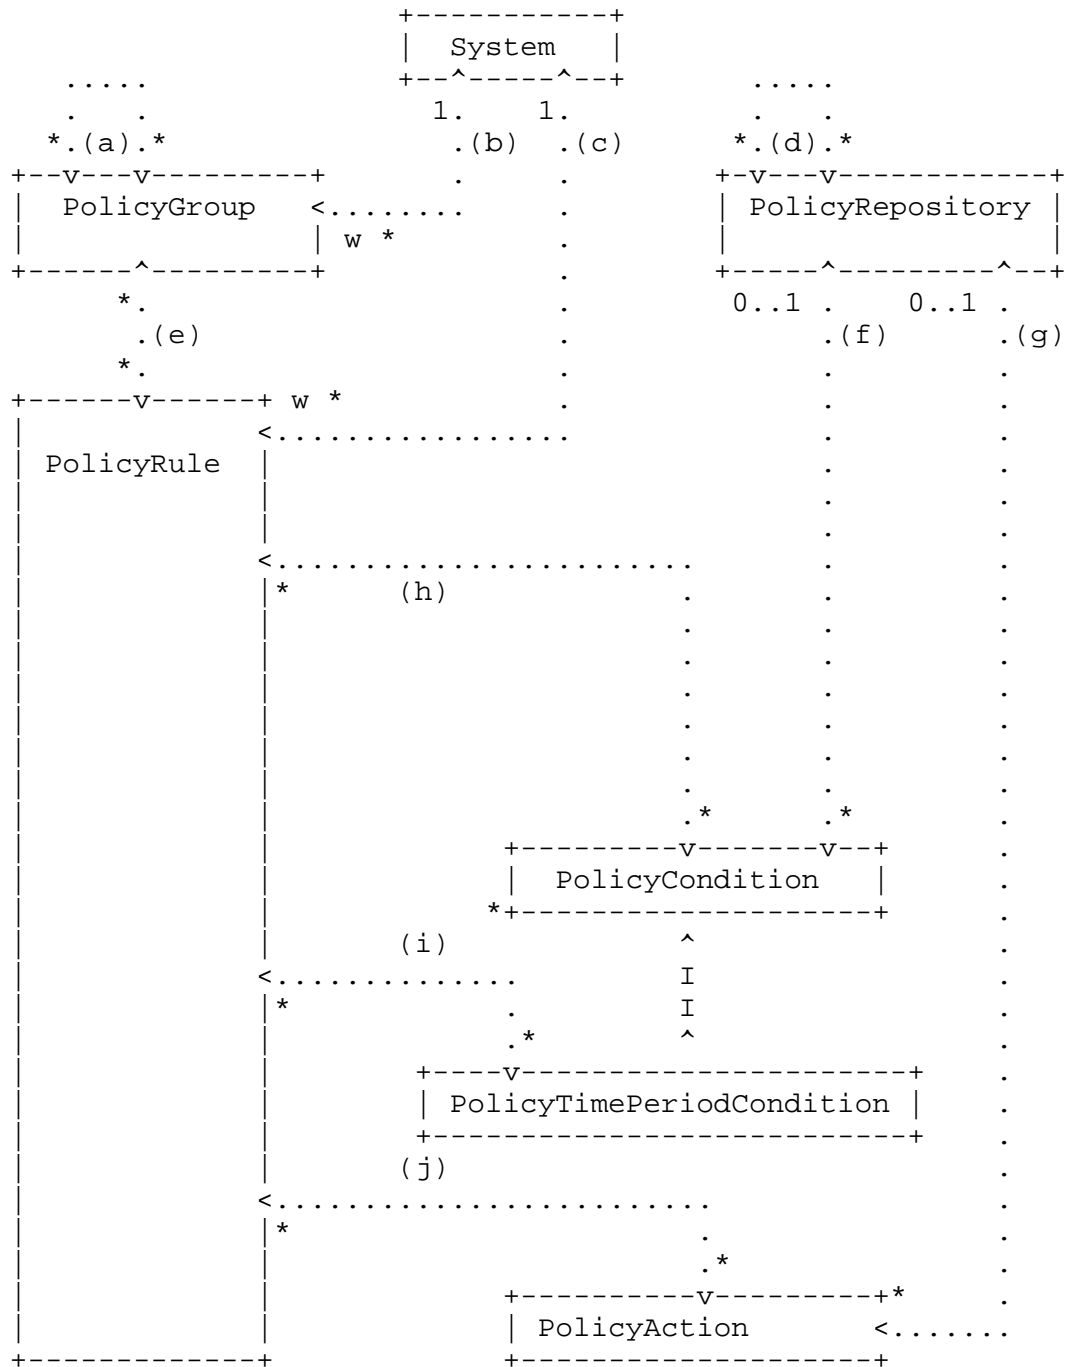 System
1. 1.
*.(a).* .(b) .(c) *.(d).*
PolicyGroup PolicyRepository
w *
*. 0..1 . 0..1 .
.(e) .(f) .(g)
*.
w *
PolicyRule
* (h)
.* .*
PolicyCondition
*
(i)
I
* I
.*
PolicyTimePeriodCondition
(j)
*
.*
*
PolicyAction